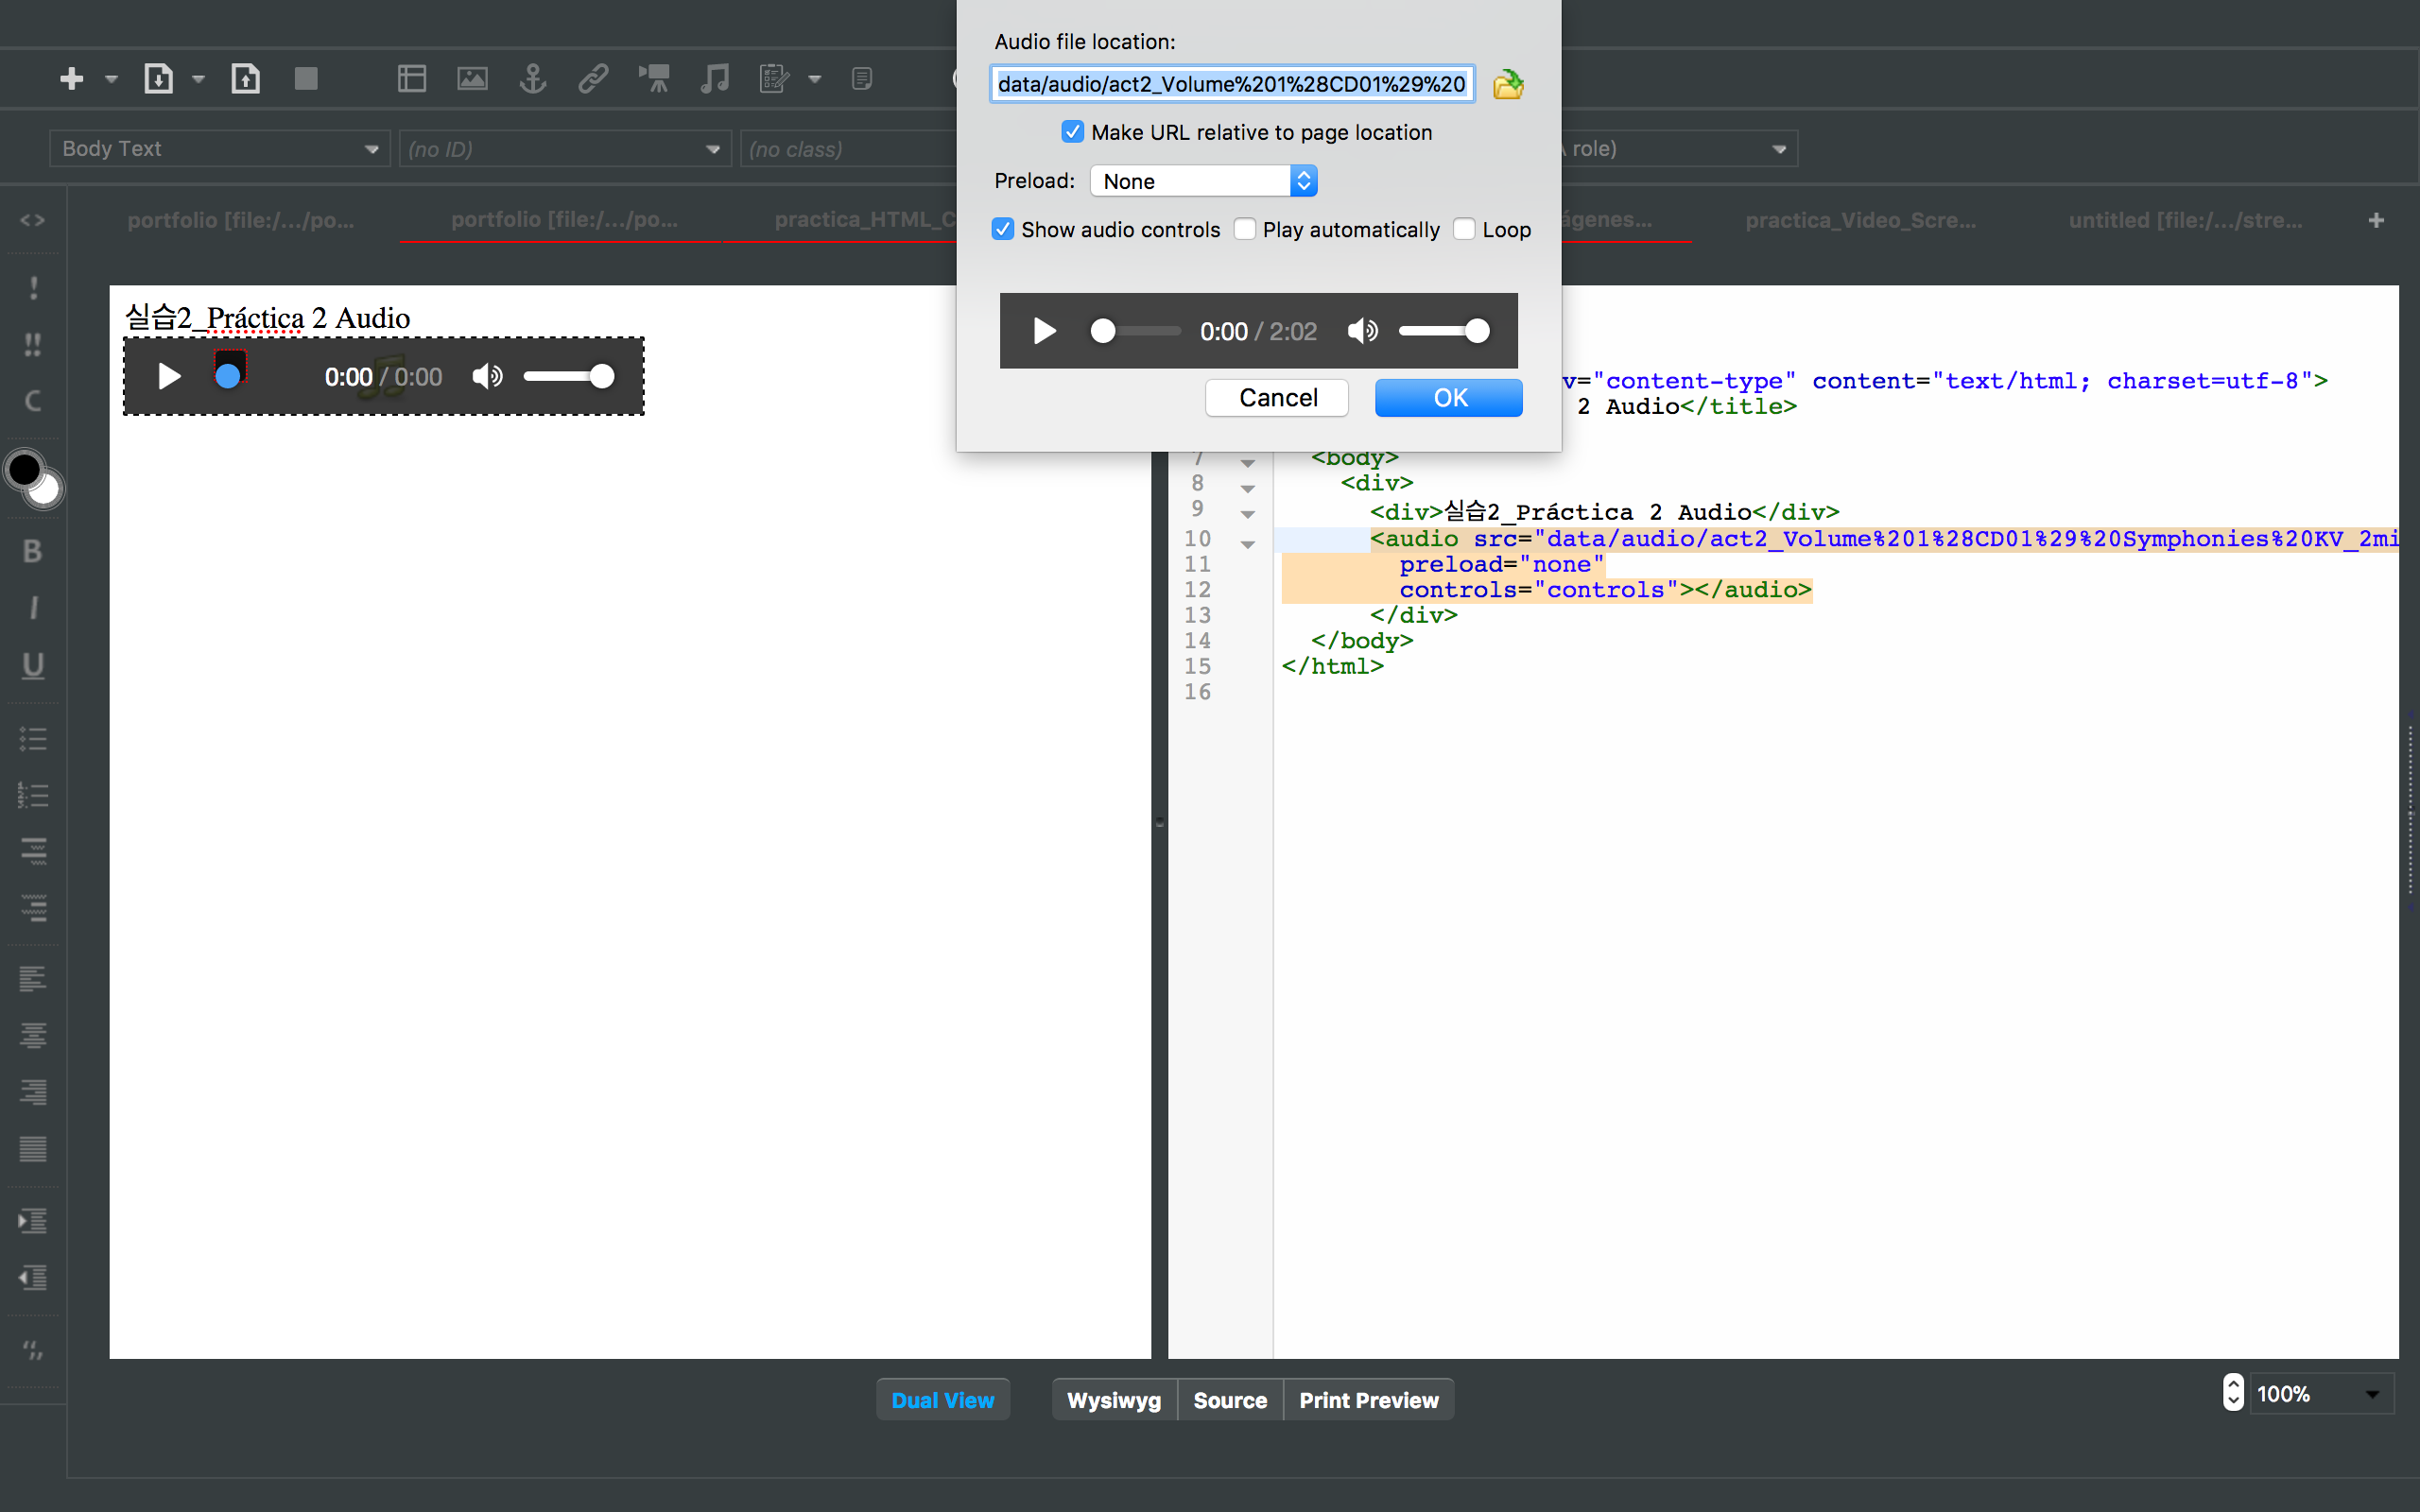 Audio file location:
data/audio/act2_Volume%201%28CD01%29%20
Make URL relative to page location
Preload: None
Show audio controls Play automatically Loop
0:00 / 2:02
Cancel OK
Body Text (no ID) (no class) role)
portfolio [file:/.../po... portfolio [file:/.../po... practica_HTML_C ágenes... practica_Video_Scre... untitled [file:/.../stre...
실습2_Práctica 2 Audio
0:00 / 0:00
v="content-type" content="text/html; charset=utf-8">
2 Audio</title>
7 <body>
8 <div>
9 <div>실습2_Práctica 2 Audio</div>
10 <audio src="data/audio/act2_Volume%201%28CD01%29%20Symphonies%20KV_2mi
11 preload="none"
12 controls="controls"></audio>
13 </div>
14 </body>
15 </html>
16
B
I
U
Dual View Wysiwyg Source Print Preview 100%